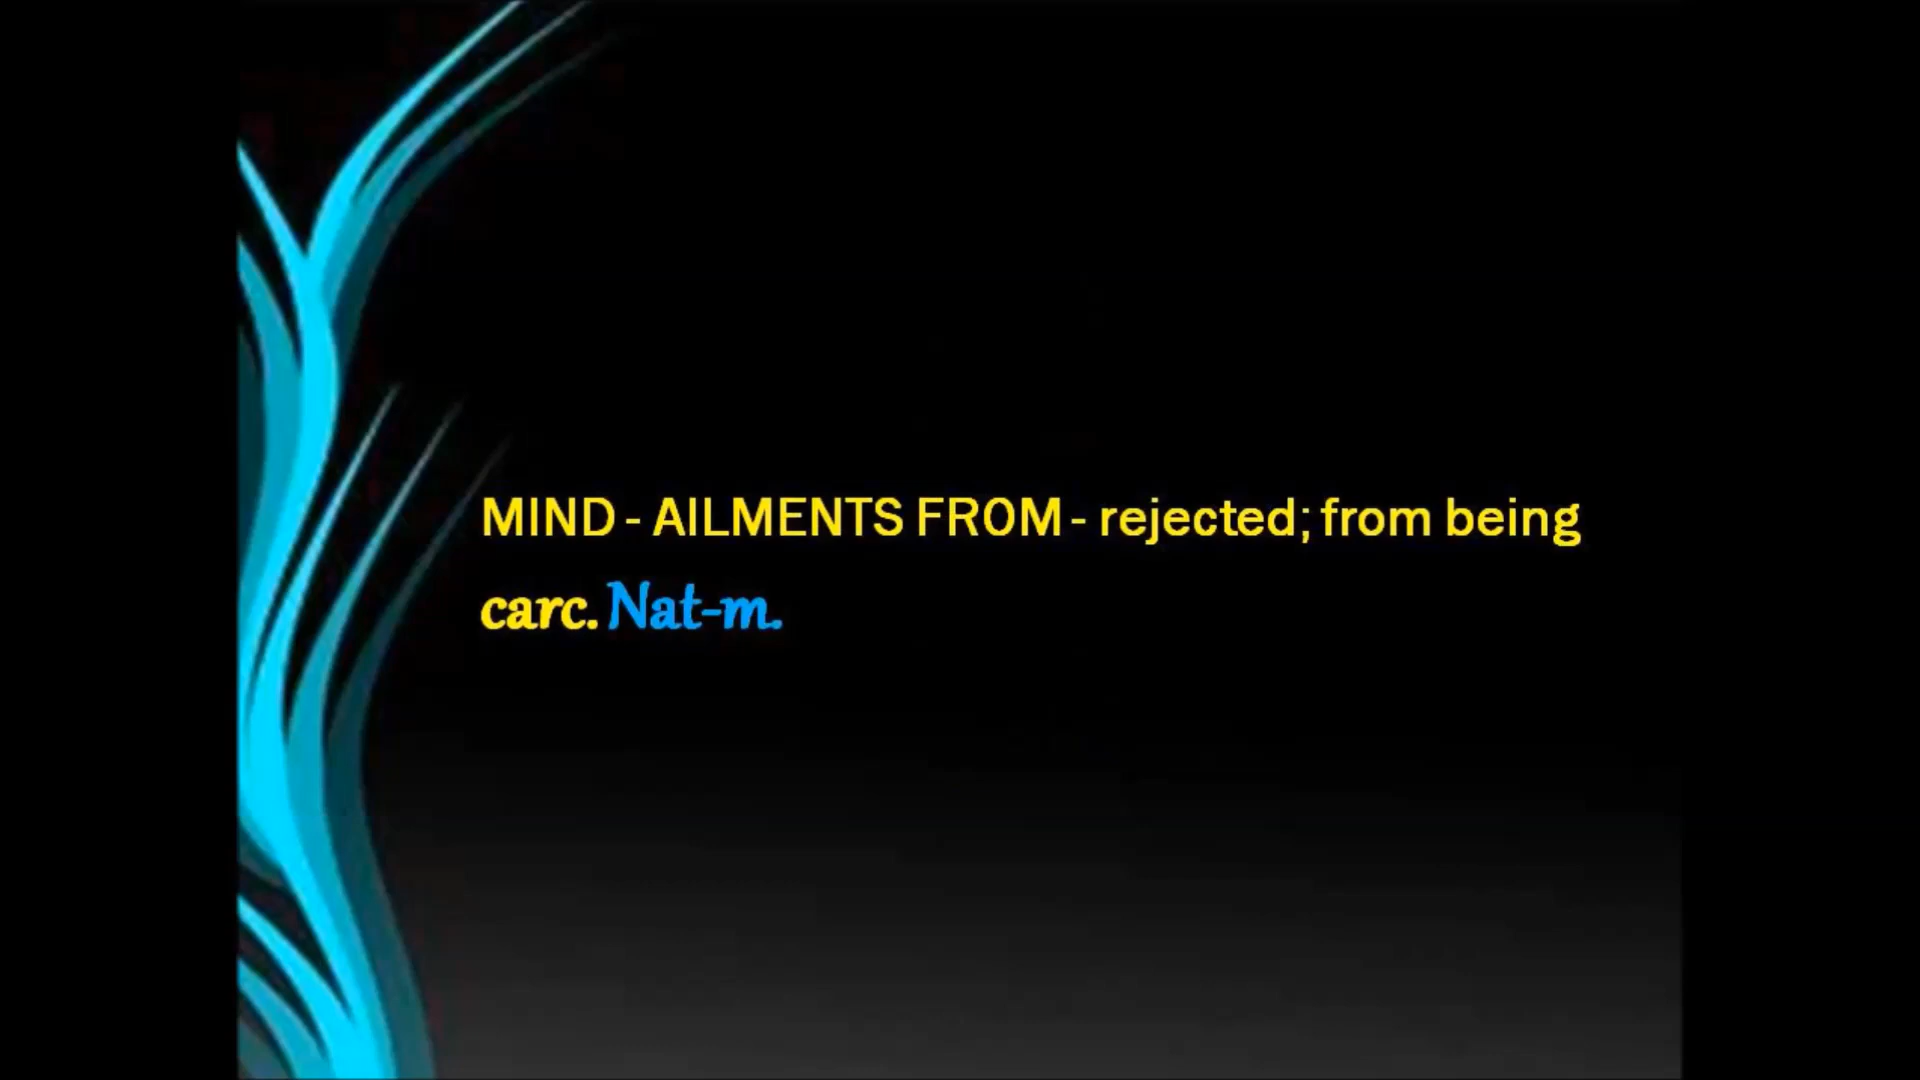 MIND - AILMENTS FROM - rejected; from being
carc. Nat-m.